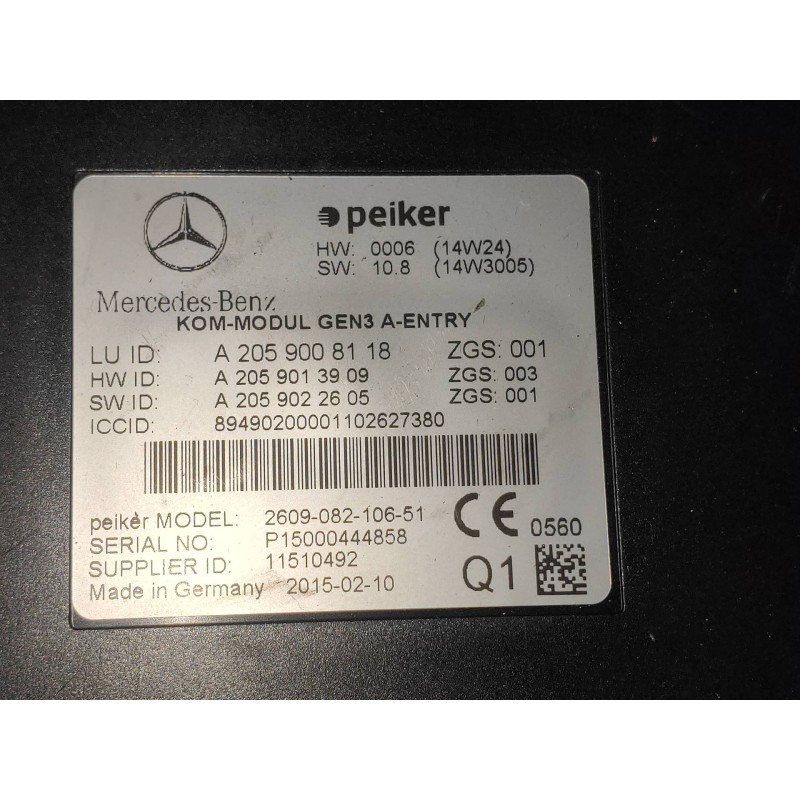 peiker
HW: 0006 (14W24)
SW: 10.8 (14W3005)
Mercedes-Benz
KOM-MODUL GEN3 A-ENTRY
LU ID: A 205 900 81 18 ZGS: 001
HW ID: A 205 901 39 09 ZGS: 003
SW ID: A 205 902 26 05 ZGS: 001
ICCID: 89490200001102627380
peiker MODEL: 2609-082-106-51
SERIAL NO: P15000444858
SUPPLIER ID: 11510492
Made in Germany 2015-02-10
CE 0560
Q1